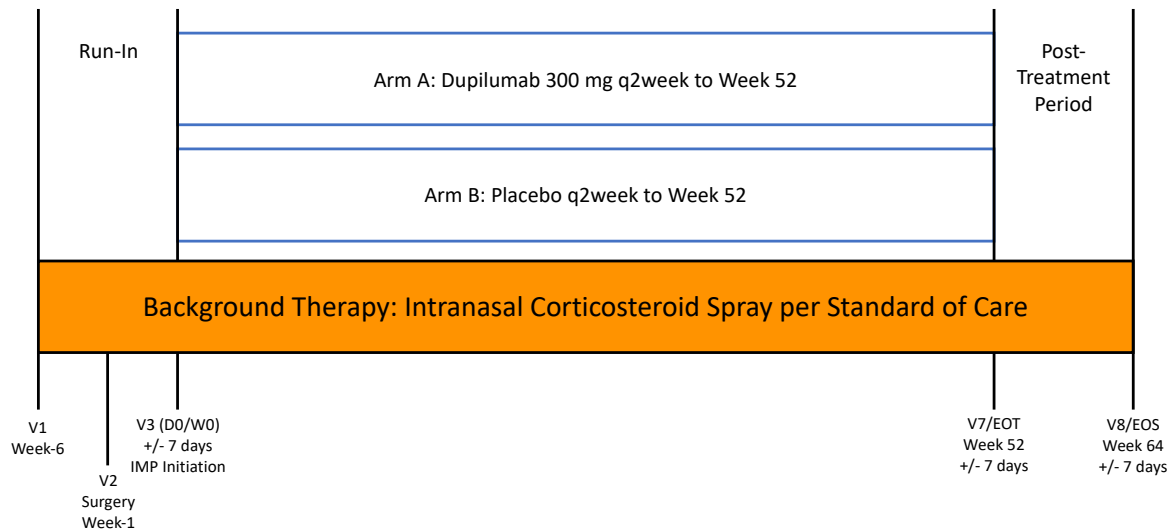 Run-In
Arm A: Dupilumab 300 mg q2week to Week 52
Post-
Treatment
Period
Arm B: Placebo q2week to Week 52
Background Therapy: Intranasal Corticosteroid Spray per Standard of Care
V1
Week-6
V2
Surgery
Week-1
V3 (D0/W0)
+/- 7 days
IMP Initiation
V7/EOT
Week 52
+/- 7 days
V8/EOS
Week 64
+/- 7 days